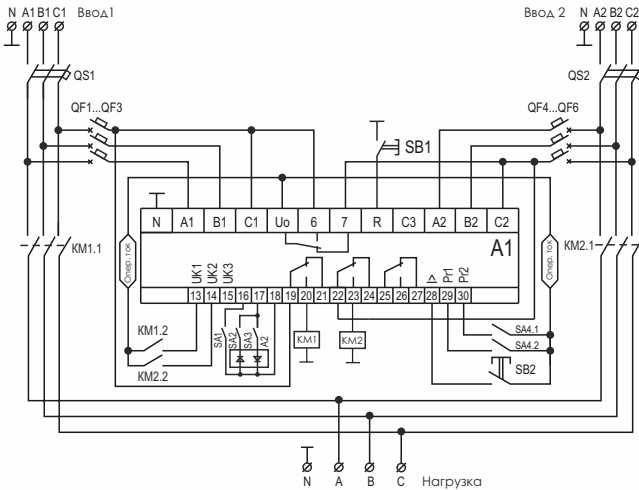 N A1 B1 C1 Ввод1
Ввод 2 N A2 B2 C2
QS1
QS2
QF1...QF3
QF4...QF6
SB1
N A1 B1 C1 Uo 6 7 R C3 A2 B2 C2
A1
KM1.1
KM2.1
Опер. ток
Опер. ток
UK1
UK2
UK3
I>
Pr1
Pr2
13 14 15 16 17 18 19 20 21 22 23 24 25 26 27 28 29 30
KM1.2
KM2.2
SA1
SA2
SA3
A2
KM1
KM2
SA4.1
SA4.2
SB2
N A B C Нагрузка